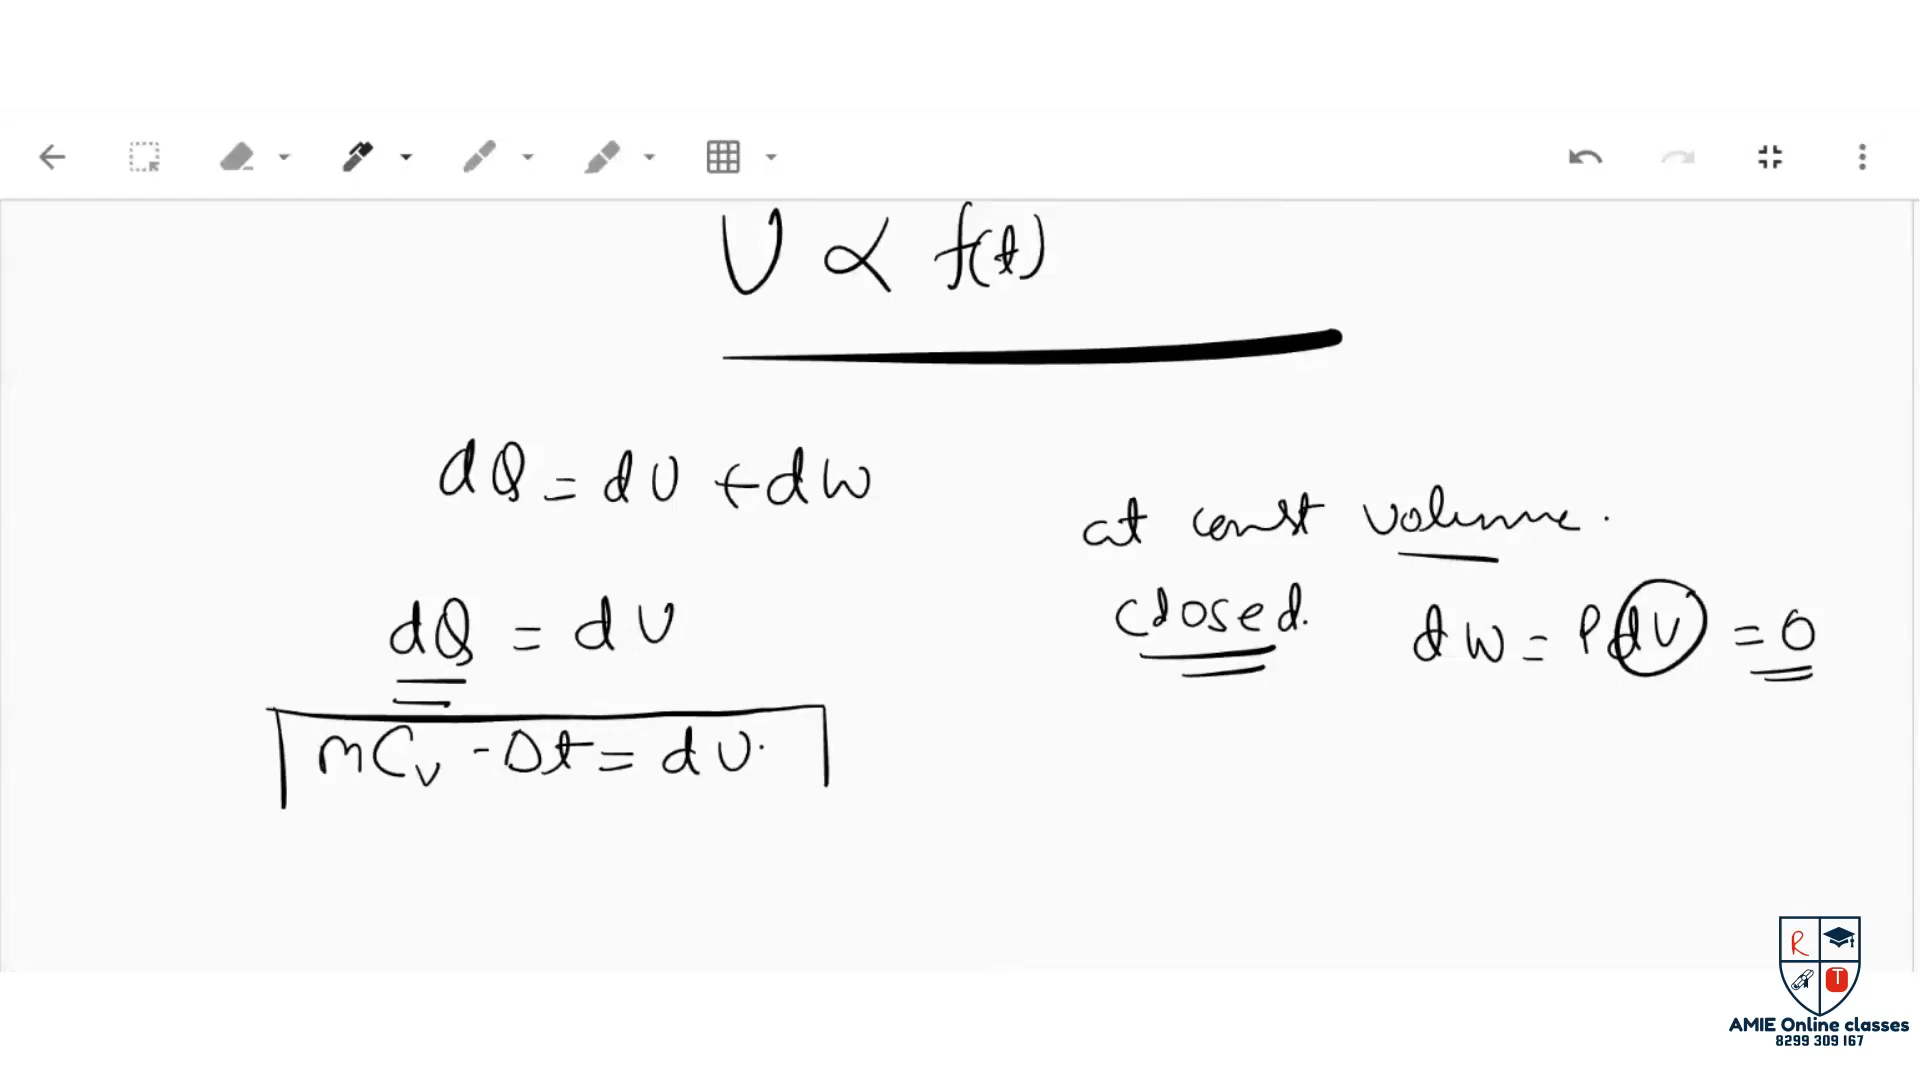 U ∝ f(t)
dQ = dU + dW
at const volume.
closed. dW = PdV = 0
dQ = dU
mCv - Δt = dU.
R
T
AMIE Online classes
8299 309 167